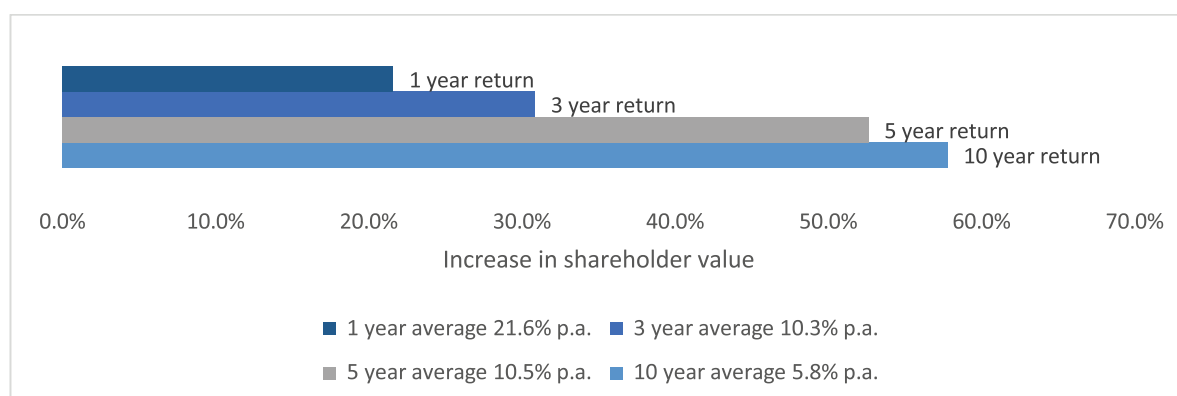 1 year return
3 year return
5 year return
10 year return
0.0% 10.0% 20.0% 30.0% 40.0% 50.0% 60.0% 70.0%
Increase in shareholder value
1 year average 21.6% p.a. 3 year average 10.3% p.a.
5 year average 10.5% p.a. 10 year average 5.8% p.a.